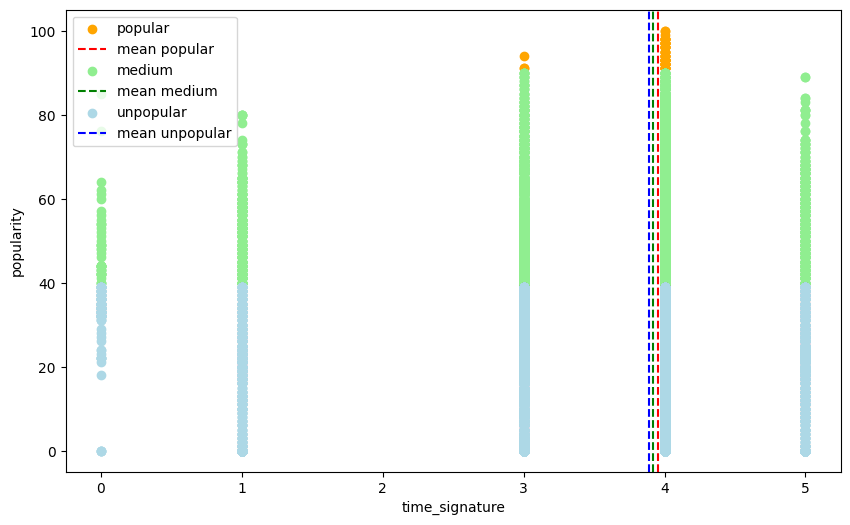 popular
mean popular
medium
mean medium
unpopular
mean unpopular
100
80
60
40
20
0
popularity
0 1 2 3 4 5
time_signature